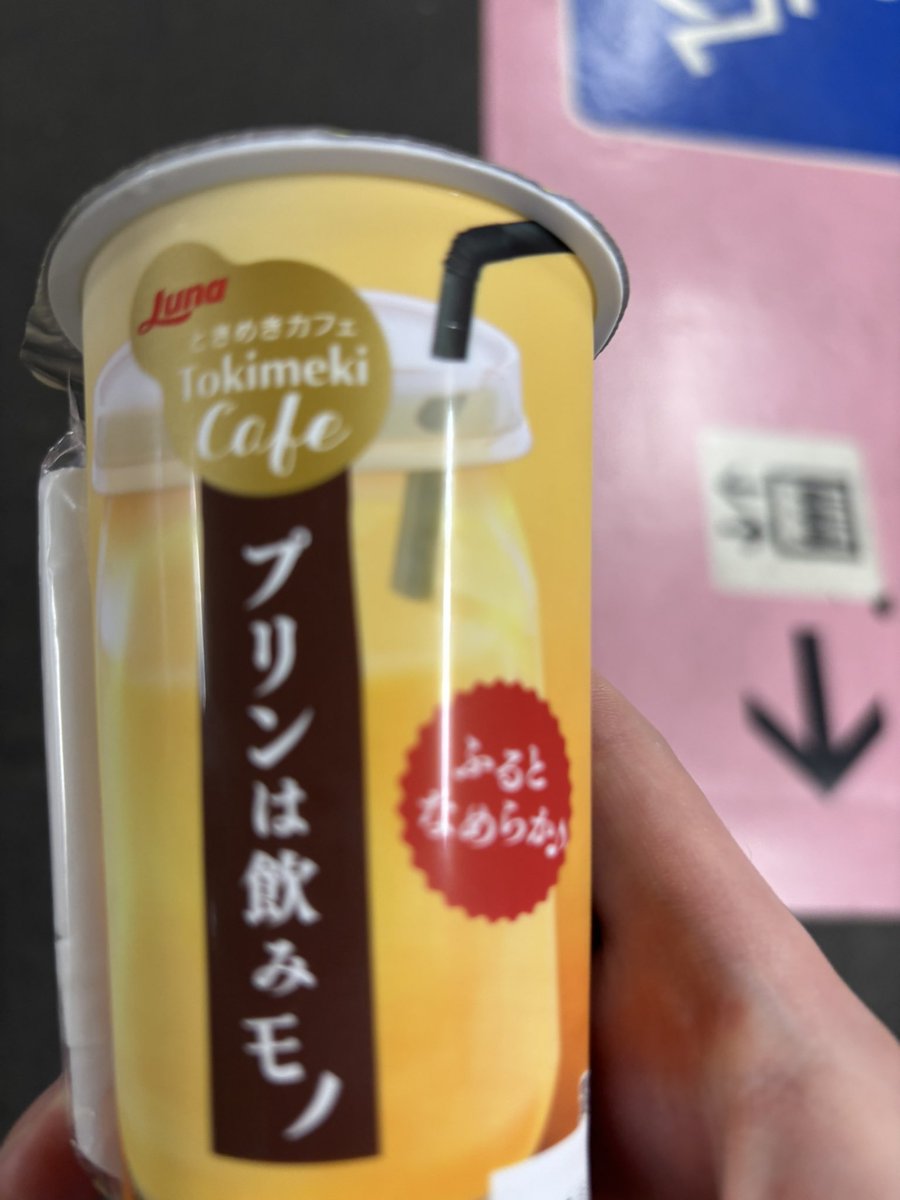 Luna
ときめきカフェ
Tokimeki
Cafe
プリンは飲みモノ
ふるっと
なめらか♪